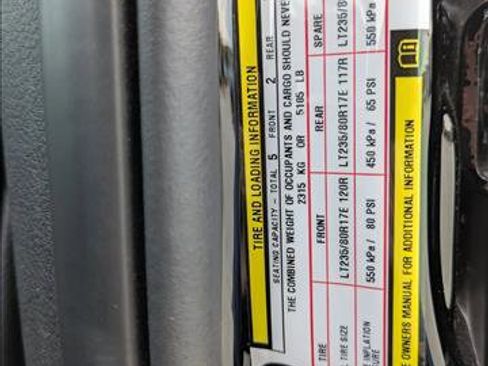 TIRE AND LOADING INFORMATION
SEATING CAPACITY - TOTAL 5 FRONT 2 REAR
THE COMBINED WEIGHT OF OCCUPANTS AND CARGO SHOULD NEVE
2315 KG OR 5105 LB
TIRE FRONT REAR SPARE
TIRE SIZE LT235/80R17E 120R LT235/80R17E 117R LT235/8
INFLATION 550 kPa/ 80 PSI 450 kPa/ 65 PSI 550 kPa
URE
E OWNERS MANUAL FOR ADDITIONAL INFORMATION